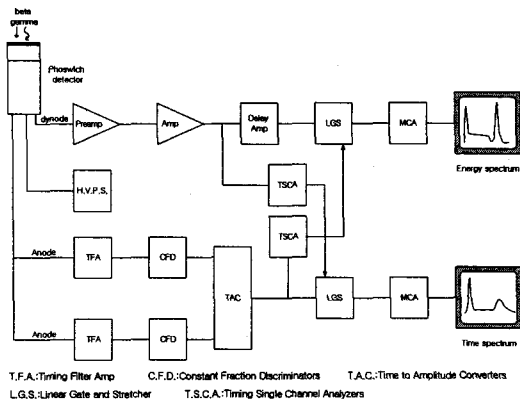 beta
gamma
Phoswich
detector
dynode
Preamp
Amp
Delay
Amp
LGS
MCA
Energy spectrum
H.V.P.S.
TSCA
TSCA
Anode
TFA
CFD
TAC
LGS
MCA
Anode
TFA
CFD
Time spectrum
T.F.A.:Timing Filter Amp C.F.D.:Constant Fraction Discriminators T.A.C.:Time to Amplitude Converters
L.G.S.:Linear Gate and Stretcher T.S.C.A.:Timing Single Channel Analyzers